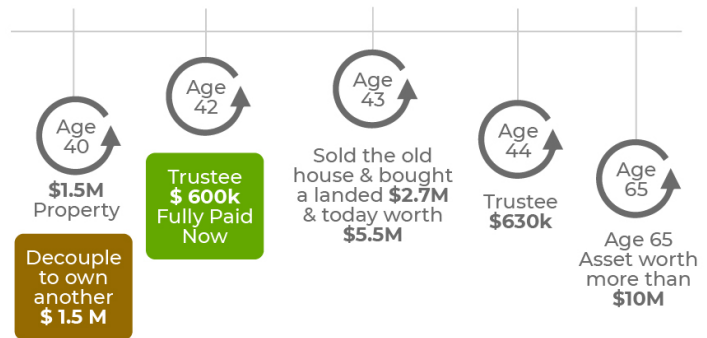 Age
40
$1.5M
Property
Decouple
to own
another
$ 1.5 M
Age
42
Trustee
$ 600k
Fully Paid
Now
Age
43
Sold the old
house & bought
a landed $2.7M
& today worth
$5.5M
Age
44
Trustee
$630k
Age
65
Age 65
Asset worth
more than
$10M